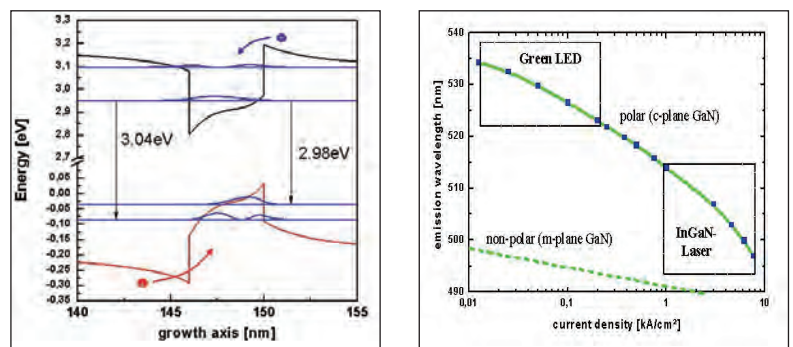 Energy [eV]
3,3
3,2
3,1
3,0
2,9
2,8
2,7
0,05
0,00
-0,05
-0,10
-0,15
-0,20
-0,25
-0,30
-0,35
3.04eV
2.98eV
140
145
150
155
growth axis [nm]
emission wavelength [nm]
530
520
510
500
490
Green LED
polar (c-plane GaN)
InGaN-
Laser
non-polar (m-plane GaN)
0,01
0,1
1
10
current density [kA/cm²]